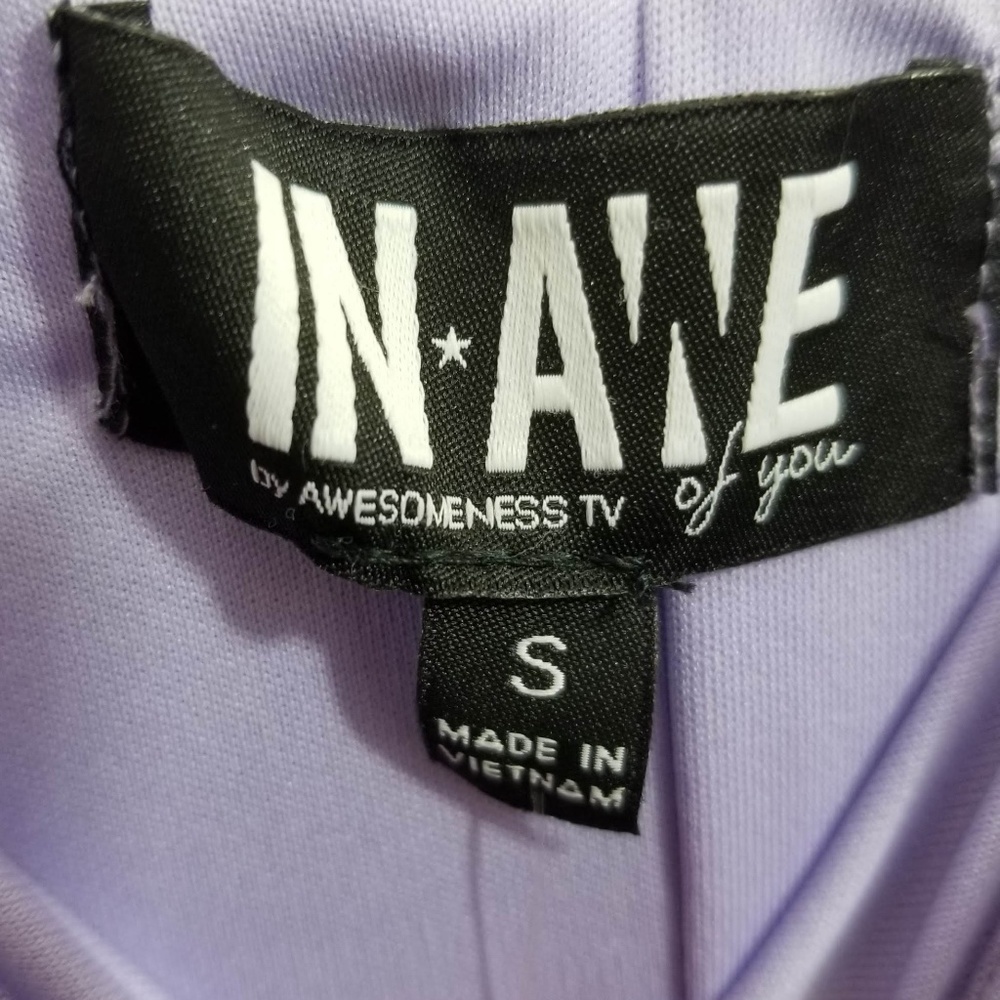 IN★AWE
of you
by AWESOMENESS TV
S
MADE IN
VIETNAM